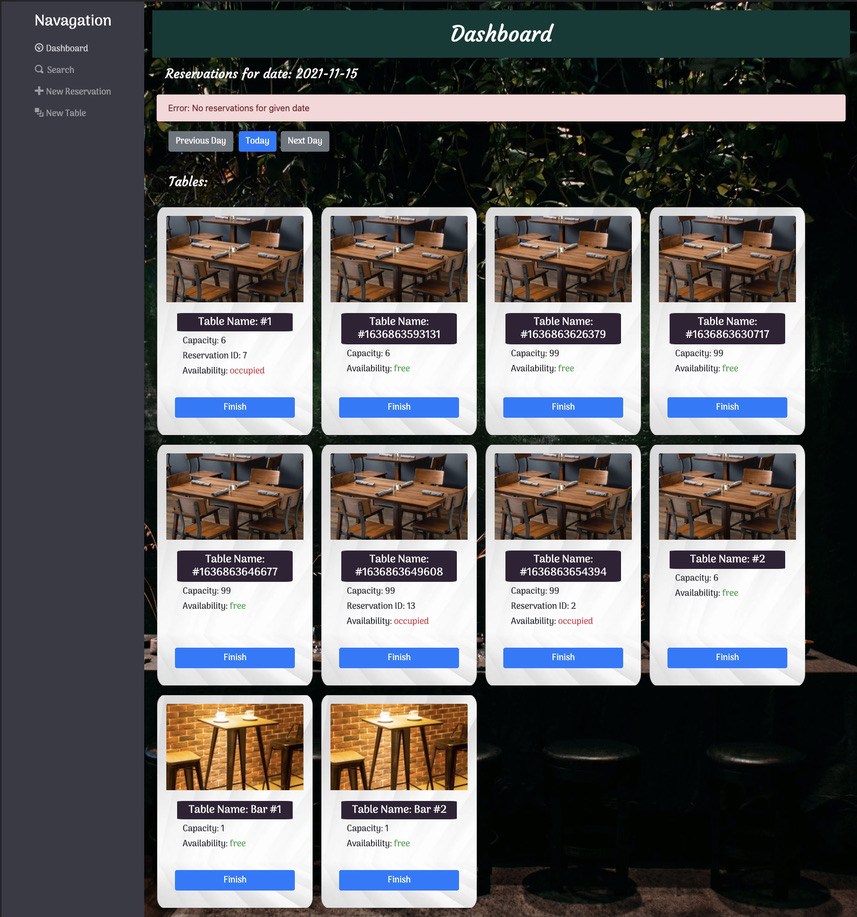 Navagation
Dashboard
Search
New Reservation
New Table
Dashboard
Reservations for date: 2021-11-15
Error: No reservations for given date
Previous Day
Today
Next Day
Tables:
Table Name: #1
Capacity: 6
Reservation ID: 7
Availability: occupied
Finish
Table Name:
#1636863593131
Capacity: 6
Availability: free
Finish
Table Name:
#1636863626379
Capacity: 99
Availability: free
Finish
Table Name:
#1636863630717
Capacity: 99
Availability: free
Finish
Table Name:
#1636863646677
Capacity: 99
Availability: free
Finish
Table Name:
#1636863649608
Capacity: 99
Reservation ID: 13
Availability: occupied
Finish
Table Name:
#1636863654394
Capacity: 99
Reservation ID: 2
Availability: occupied
Finish
Table Name: #2
Capacity: 6
Availability: free
Finish
Table Name: Bar #1
Capacity: 1
Availability: free
Finish
Table Name: Bar #2
Capacity: 1
Availability: free
Finish